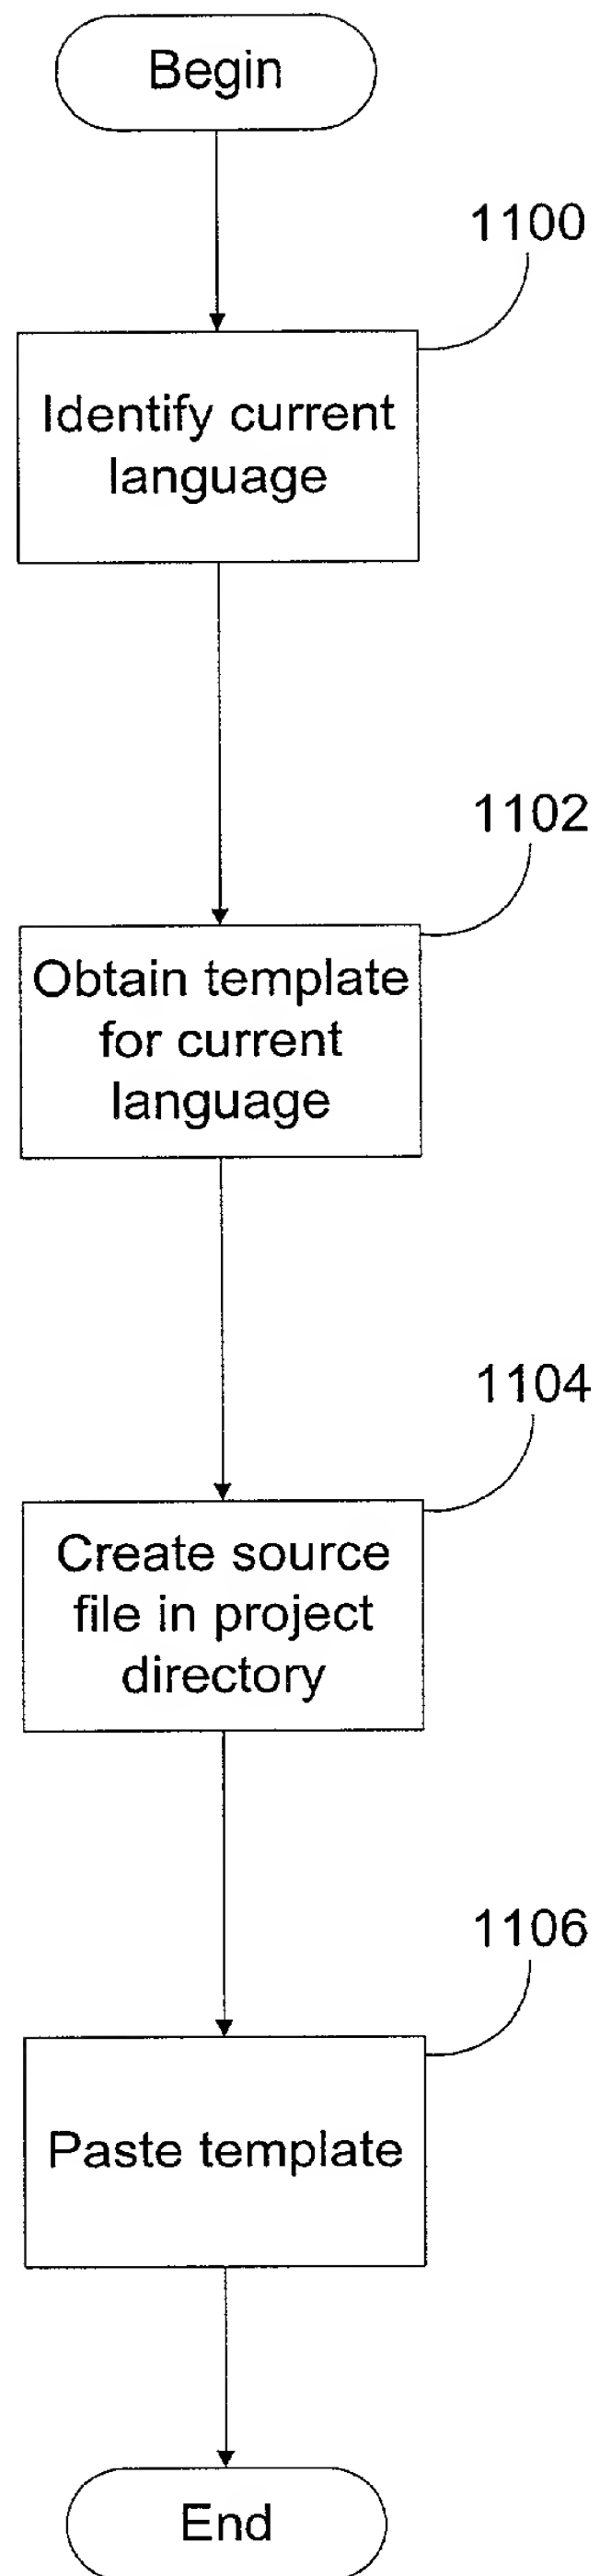 Begin
1100
Identify current
language
1102
Obtain template
for current
language
1104
Create source
file in project
directory
1106
Paste template
End